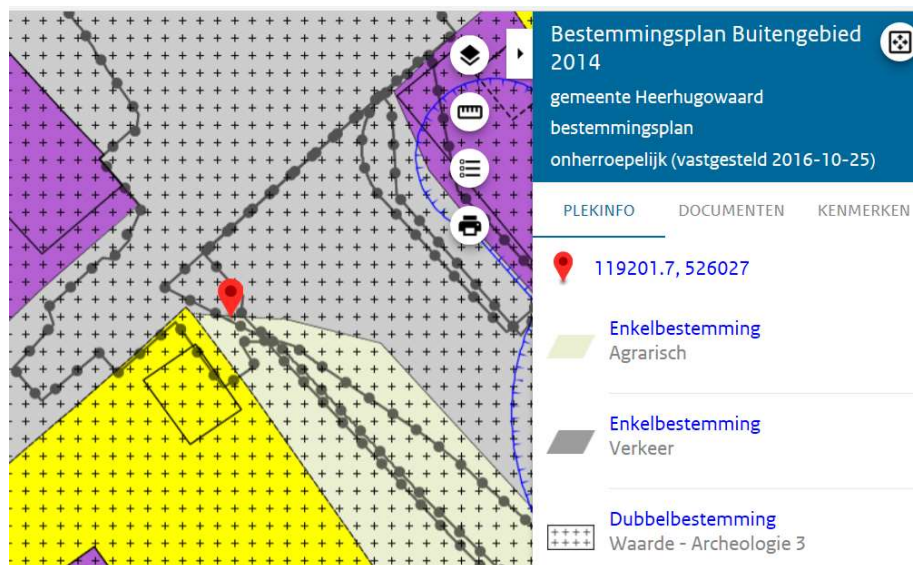 Bestemmingsplan Buitengebied
2014
gemeente Heerhugowaard
bestemmingsplan
onherroepelijk (vastgesteld 2016-10-25)
PLEKINFO DOCUMENTEN KENMERKEN
119201.7, 526027
Enkelbestemming
Agrarisch
Enkelbestemming
Verkeer
Dubbelbestemming
Waarde - Archeologie 3